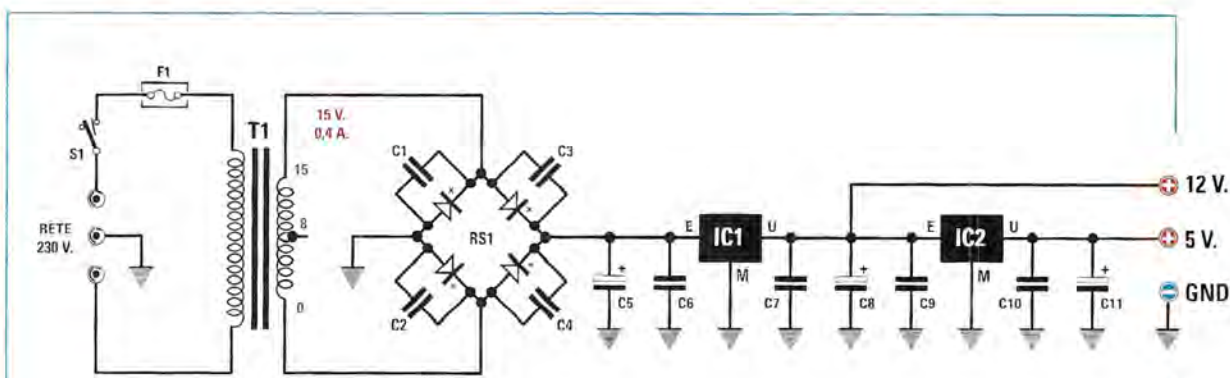 F1
S1
T1
15 V.
0,4 A.
15
8
0
RETE
230 V.
C1
C3
RS1
C2
C4
E
IC1
U
M
E
IC2
U
M
C5
C6
C7
C8
C9
C10
C11
+
+
+
12 V.
5 V.
GND